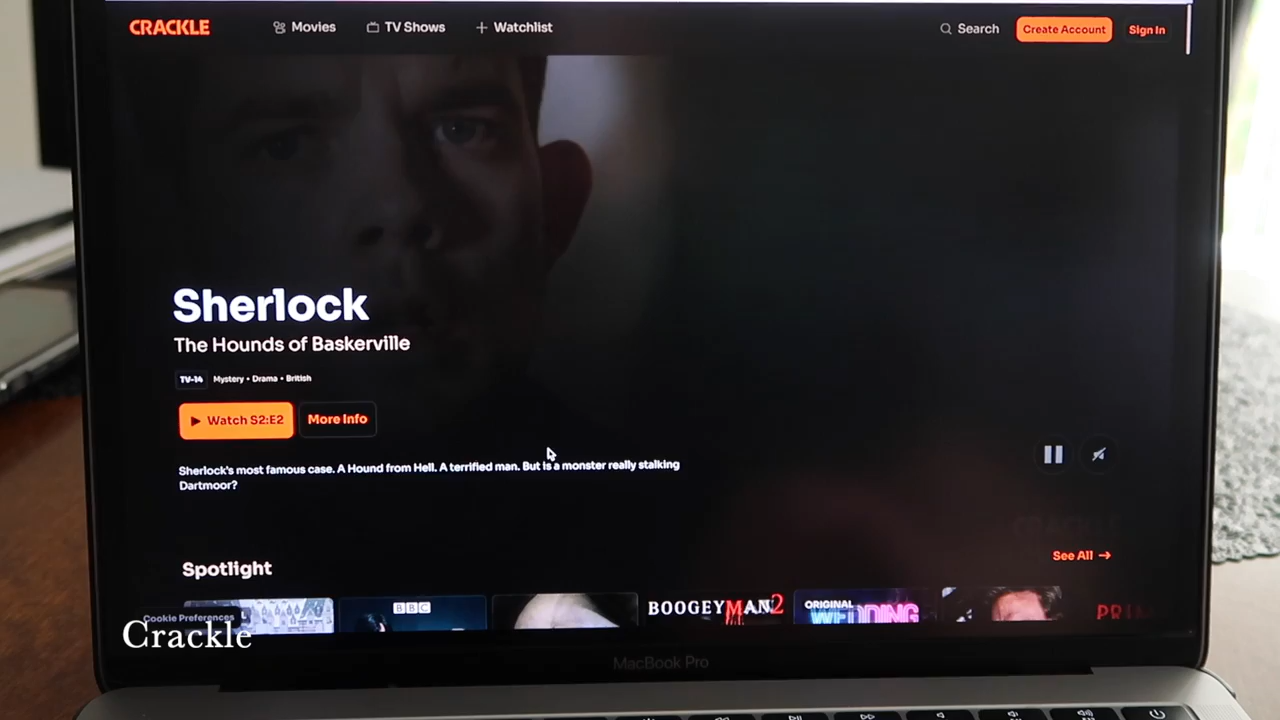 CRACKLE
Movies
TV Shows
Watchlist
Search
Create Account
Sign In
Sherlock
The Hounds of Baskerville
TV-14 Mystery • Drama • British
Watch S2:E2
More Info
Sherlock's most famous case. A Hound from Hell. A terrified man. But is a monster really stalking
Dartmoor?
Spotlight
See All
BBC
BOOGEYMAN 2
ORIGINAL
WEDDING
Cookie Preferences
Crackle
MacBook Pro